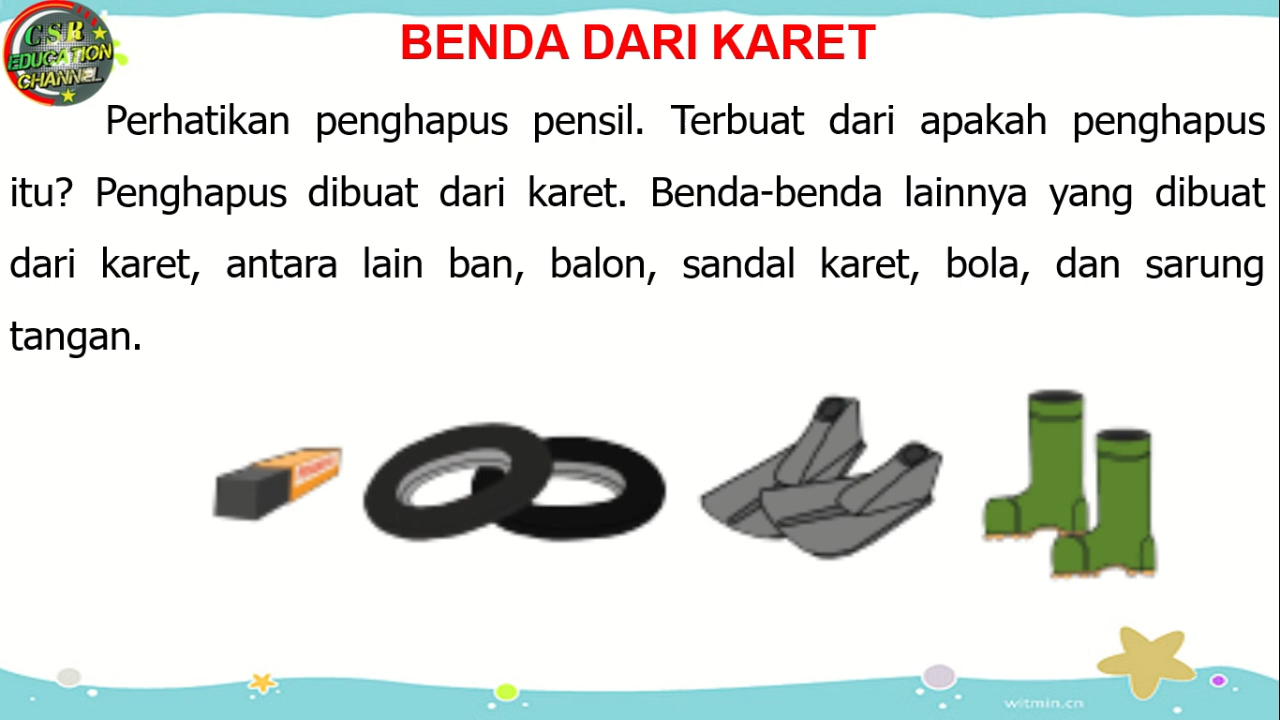 C S R
EDUCATION
CHANNEL
BENDA DARI KARET
Perhatikan penghapus pensil. Terbuat dari apakah penghapus
itu? Penghapus dibuat dari karet. Benda-benda lainnya yang dibuat
dari karet, antara lain ban, balon, sandal karet, bola, dan sarung
tangan.
witmin.cn